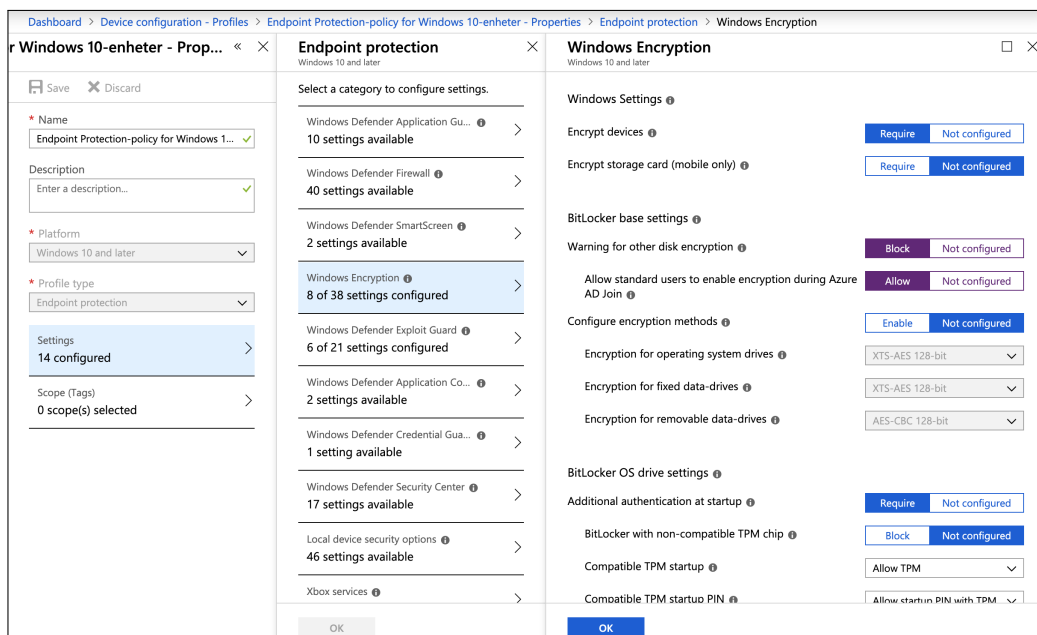 Dashboard > Device configuration - Profiles > Endpoint Protection-policy for Windows 10-enheter - Properties > Endpoint protection > Windows Encryption
r Windows 10-enheter - Prop...
Save Discard
* Name
Endpoint Protection-policy for Windows 1...
Description
Enter a description...
* Platform
Windows 10 and later
* Profile type
Endpoint protection
Settings
14 configured
Scope (Tags)
0 scope(s) selected
Endpoint protection
Windows 10 and later
Select a category to configure settings.
Windows Defender Application Gu...
10 settings available
Windows Defender Firewall
40 settings available
Windows Defender SmartScreen
2 settings available
Windows Encryption
8 of 38 settings configured
Windows Defender Exploit Guard
6 of 21 settings configured
Windows Defender Application Co...
2 settings available
Windows Defender Credential Gua...
1 setting available
Windows Defender Security Center
17 settings available
Local device security options
46 settings available
Xbox services
OK
Windows Encryption
Windows 10 and later
Windows Settings
Encrypt devices Require Not configured
Encrypt storage card (mobile only) Require Not configured
BitLocker base settings
Warning for other disk encryption Block Not configured
Allow standard users to enable encryption during Azure
AD Join Allow Not configured
Configure encryption methods Enable Not configured
Encryption for operating system drives XTS-AES 128-bit
Encryption for fixed data-drives XTS-AES 128-bit
Encryption for removable data-drives AES-CBC 128-bit
BitLocker OS drive settings
Additional authentication at startup Require Not configured
BitLocker with non-compatible TPM chip Block Not configured
Compatible TPM startup Allow TPM
Compatible TPM startup PIN Allow startup PIN with TPM
OK